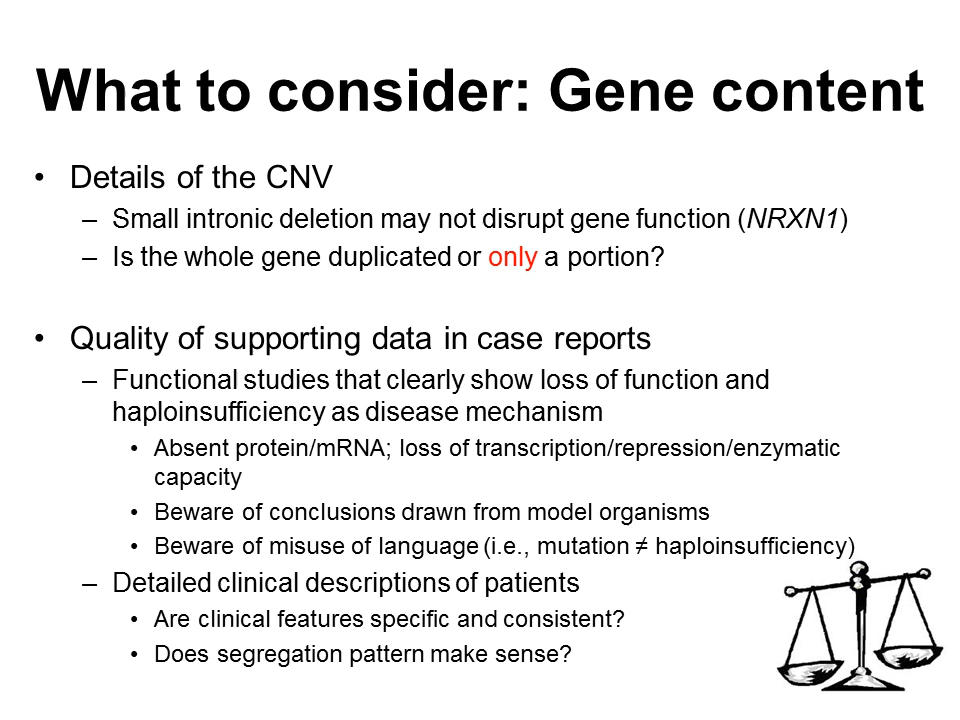 What to consider: Gene content
• Details of the CNV
– Small intronic deletion may not disrupt gene function (NRXN1)
– Is the whole gene duplicated or only a portion?
• Quality of supporting data in case reports
– Functional studies that clearly show loss of function and
haploinsufficiency as disease mechanism
• Absent protein/mRNA; loss of transcription/repression/enzymatic
capacity
• Beware of conclusions drawn from model organisms
• Beware of misuse of language (i.e., mutation ≠ haploinsufficiency)
– Detailed clinical descriptions of patients
• Are clinical features specific and consistent?
• Does segregation pattern make sense?